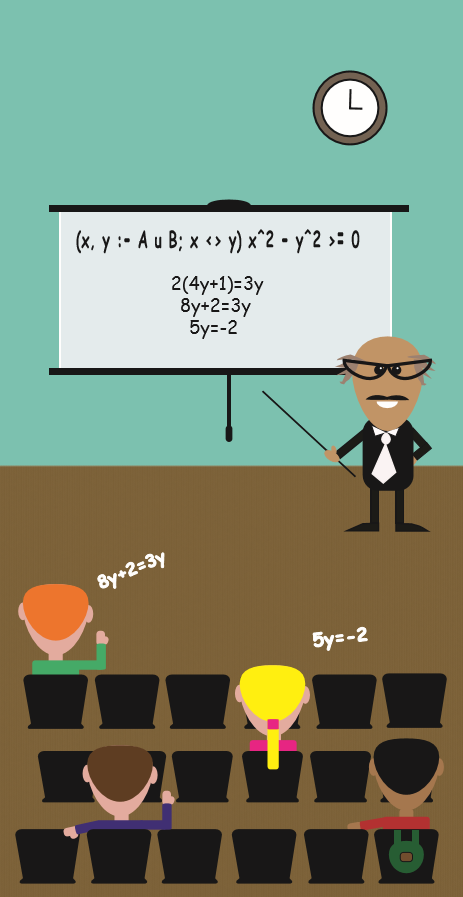 (x, y :- A u B; x <> y) x^2 - y^2 >= 0
2(4y+1)=3y
8y+2=3y
5y=-2
8y+2=3y
5y=-2